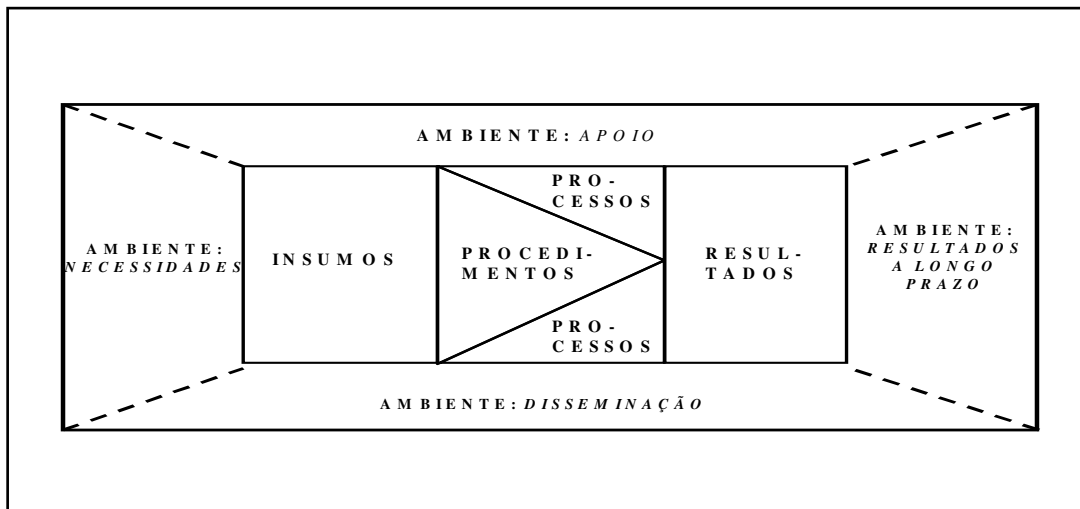 AMBIENTE: APOIO
AMBIENTE:
NECESSIDADES
INSUMOS
PRO-
CESSOS
PROCEDI-
MENTOS
PRO-
CESSOS
RESUL-
TADOS
AMBIENTE:
RESULTADOS
A LONGO
PRAZO
AMBIENTE: DISSEMINAÇÃO